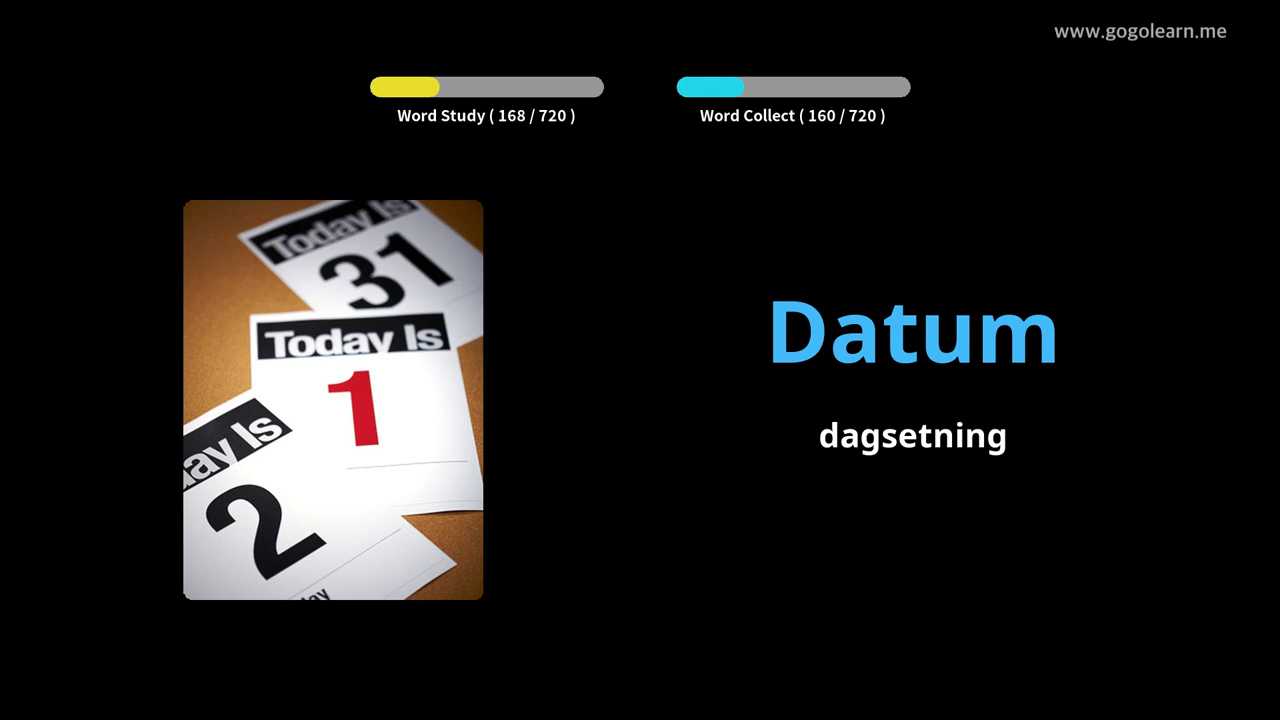 www.gogolearn.me
Word Study ( 168 / 720 )
Word Collect ( 160 / 720 )
Today Is
31
Today Is
1
day Is
2
Datum
dagsetning